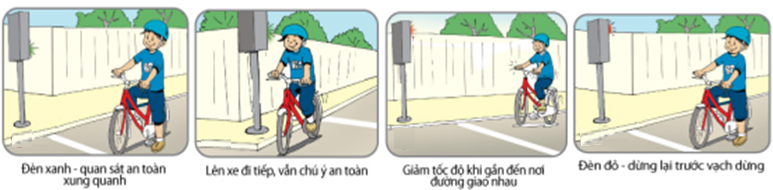 Đèn xanh - quan sát an toàn
xung quanh
Lên xe đi tiếp, vẫn chú ý an toàn
Giảm tốc độ khi gần đến nơi
đường giao nhau
Đèn đỏ - dừng lại trước vạch dừng